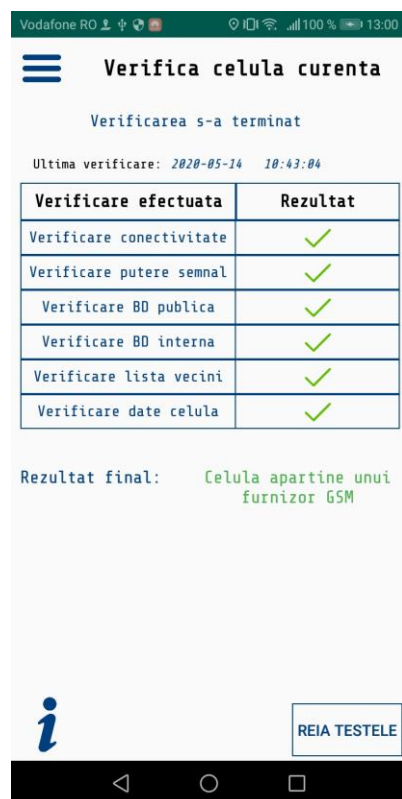 Vodafone RO 100 % 13:00
Verifica celula curenta
Verificarea s-a terminat
Ultima verificare: 2020-05-14 10:43:04
Verificare efectuata Rezultat
Verificare conectivitate
Verificare putere semnal
Verificare BD publica
Verificare BD interna
Verificare lista vecini
Verificare date celula
Rezultat final: Celula apartine unui
furnizor GSM
i
REIA TESTELE